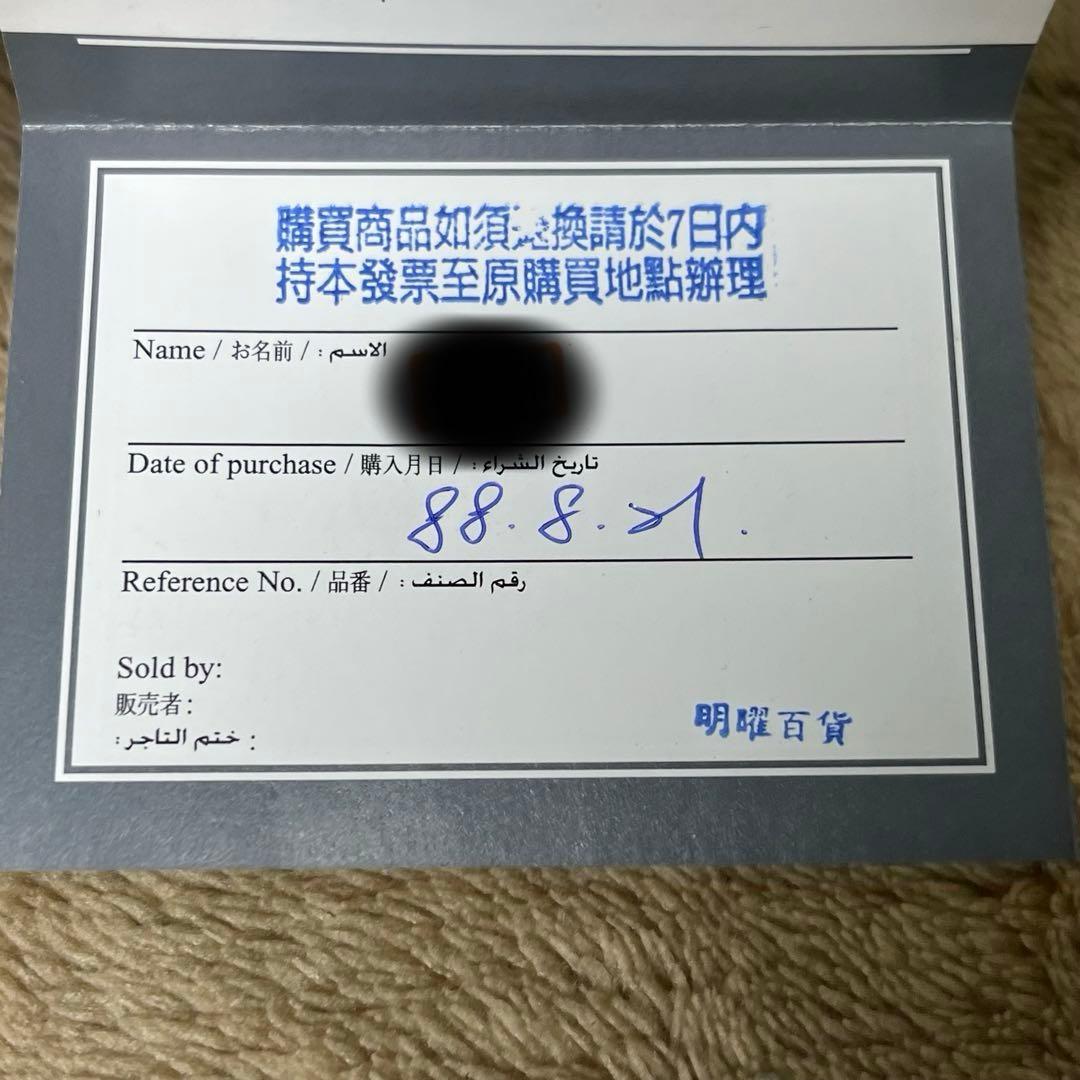 購買商品如須換請於7日內
持本發票至原購買地點辦理
Name / お名前 / الاسم :
Date of purchase / 購入月日 / تاريخ الشراء :
88. 8. 21.
Reference No. / 品番 / رقم الصنف :
Sold by:
販売者:
ختم التاجر:
明曜百貨